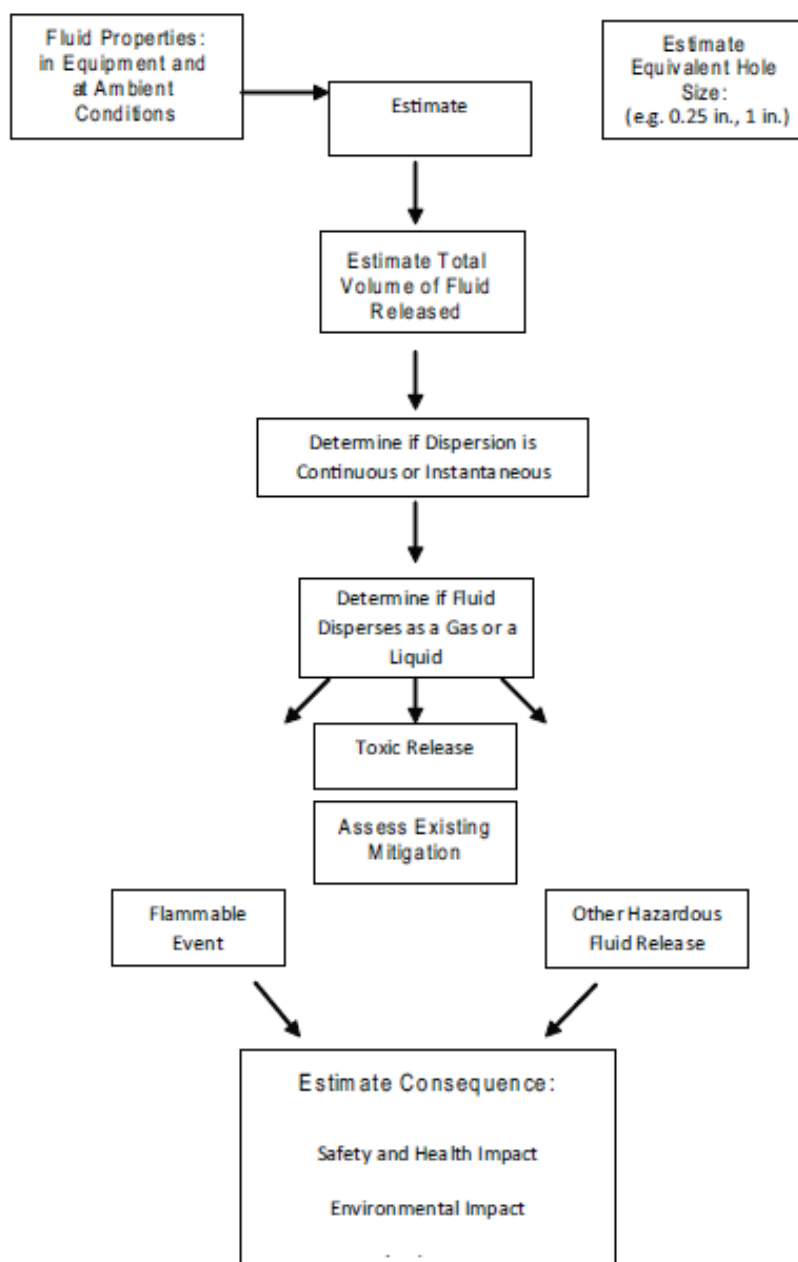 Fluid Properties:
in Equipment and
at Ambient
Conditions
Estimate
Equivalent Hole
Size:
(e.g. 0.25 in., 1 in.)
Estimate
Estimate Total
Volume of Fluid
Released
Determine if Dispersion is
Continuous or Instantaneous
Determine if Fluid
Disperses as a Gas or a
Liquid
Toxic Release
Assess Existing
Mitigation
Flammable
Event
Other Hazardous
Fluid Release
Estimate Consequence:
Safety and Health Impact
Environmental Impact